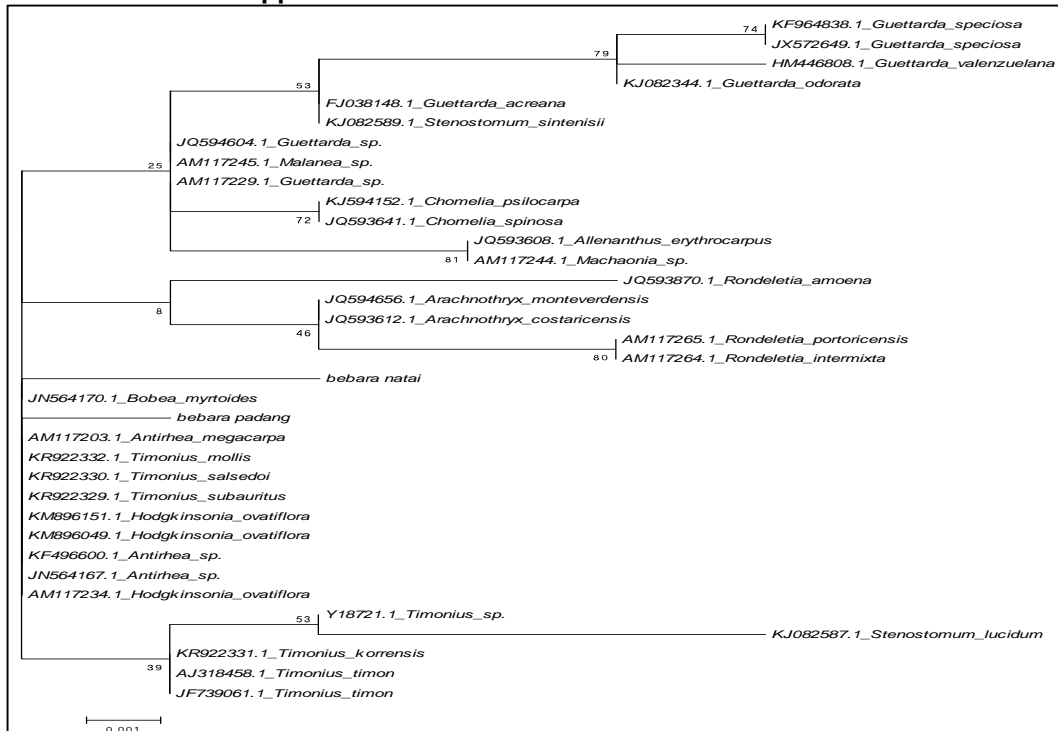 74
KF964838.1_Guettarda_speciosa
JX572649.1_Guettarda_speciosa
79
HM446808.1_Guettarda_valenzuelana
KJ082344.1_Guettarda_odorata
53
FJ038148.1_Guettarda_acreana
KJ082589.1_Stenostomum_sintenisii
JQ594604.1_Guettarda_sp.
25
AM117245.1_Malanea_sp.
AM117229.1_Guettarda_sp.
KJ594152.1_Chomelia_psilocarpa
72
JQ593641.1_Chomelia_spinosa
JQ593608.1_Allenanthus_erythrocarpus
81
AM117244.1_Machaonia_sp.
JQ593870.1_Rondeletia_amoena
8
JQ594656.1_Arachnothryx_monteverdensis
JQ593612.1_Arachnothryx_costaricensis
46
AM117265.1_Rondeletia_portoricensis
80
AM117264.1_Rondeletia_intermixta
bebara natai
JN564170.1_Bobea_myrtoides
bebara padang
AM117203.1_Antirhea_megacarpa
KR922332.1_Timonius_mollis
KR922330.1_Timonius_salsedoi
KR922329.1_Timonius_subauritus
KM896151.1_Hodgkinsonia_ovatiflora
KM896049.1_Hodgkinsonia_ovatiflora
KF496600.1_Antirhea_sp.
JN564167.1_Antirhea_sp.
AM117234.1_Hodgkinsonia_ovatiflora
53
Y18721.1_Timonius_sp.
KJ082587.1_Stenostomum_lucidum
39
KR922331.1_Timonius_korrensis
AJ318458.1_Timonius_timon
JF739061.1_Timonius_timon
0.001